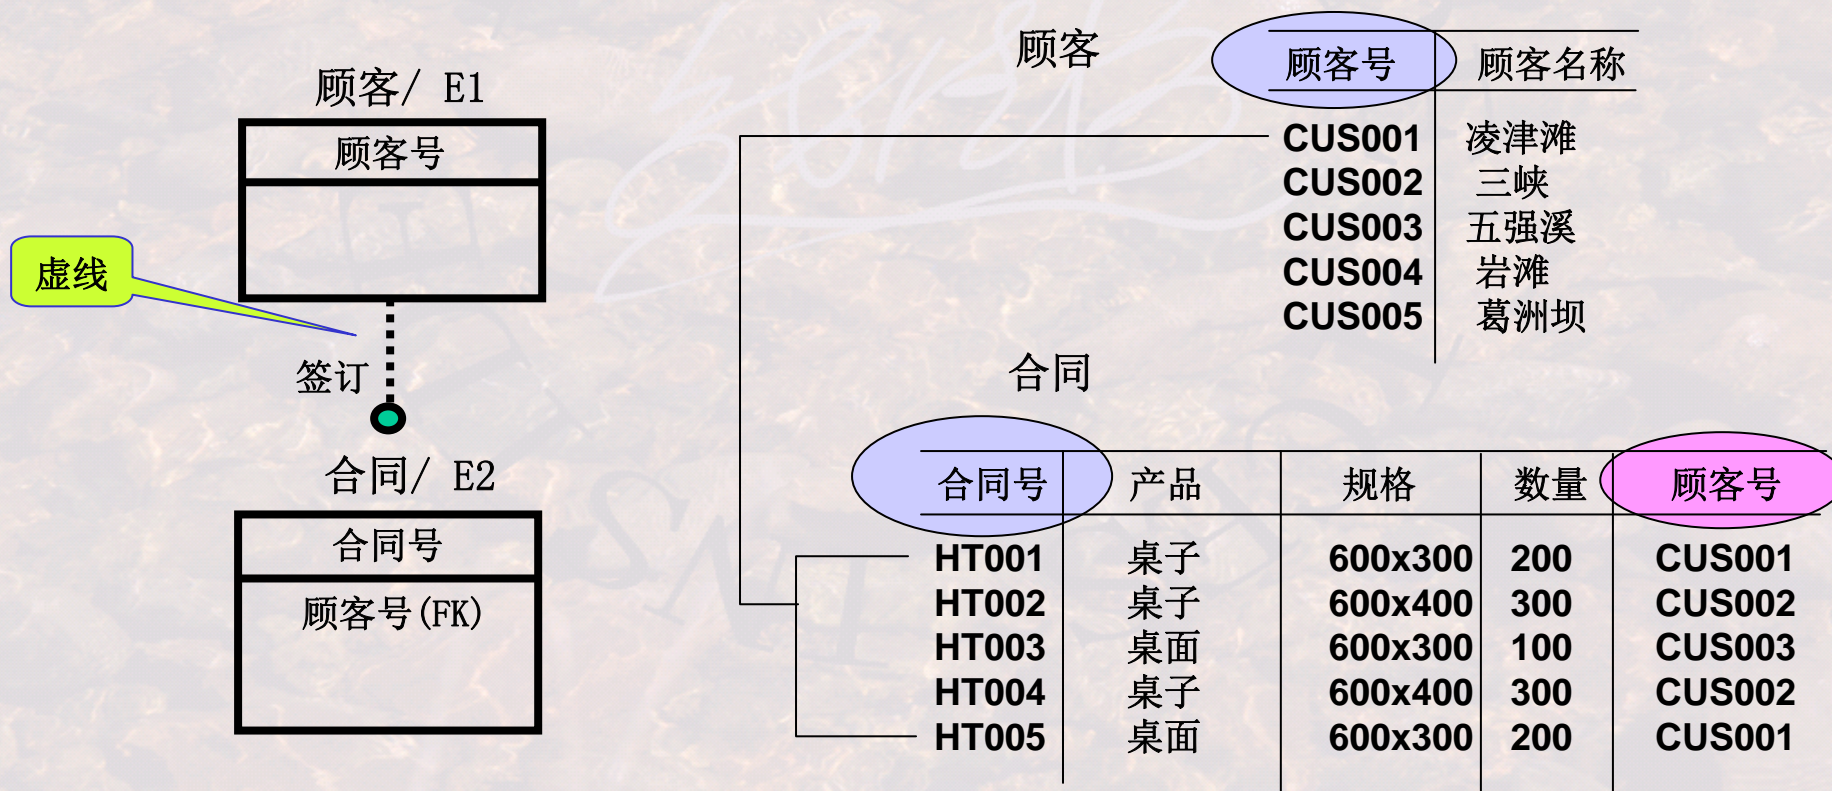 顾客/ E1
顾客号
虚线
签订
合同/ E2
合同号
顾客号(FK)
顾客
顾客号 顾客名称
CUS001 凌津滩
CUS002 三峡
CUS003 五强溪
CUS004 岩滩
CUS005 葛洲坝
合同
合同号 产品 规格 数量 顾客号
HT001 桌子 600x300 200 CUS001
HT002 桌子 600x400 300 CUS002
HT003 桌面 600x300 100 CUS003
HT004 桌子 600x400 300 CUS002
HT005 桌面 600x300 200 CUS001